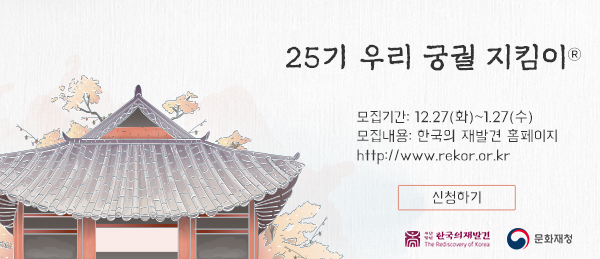 25기 우리 궁궐 지킴이®
모집기간: 12.27(화)~1.27(수)
모집내용: 한국의 재발견 홈페이지
http://www.rekor.or.kr
신청하기
한국의재발견
The Rediscovery of Korea
문화재청